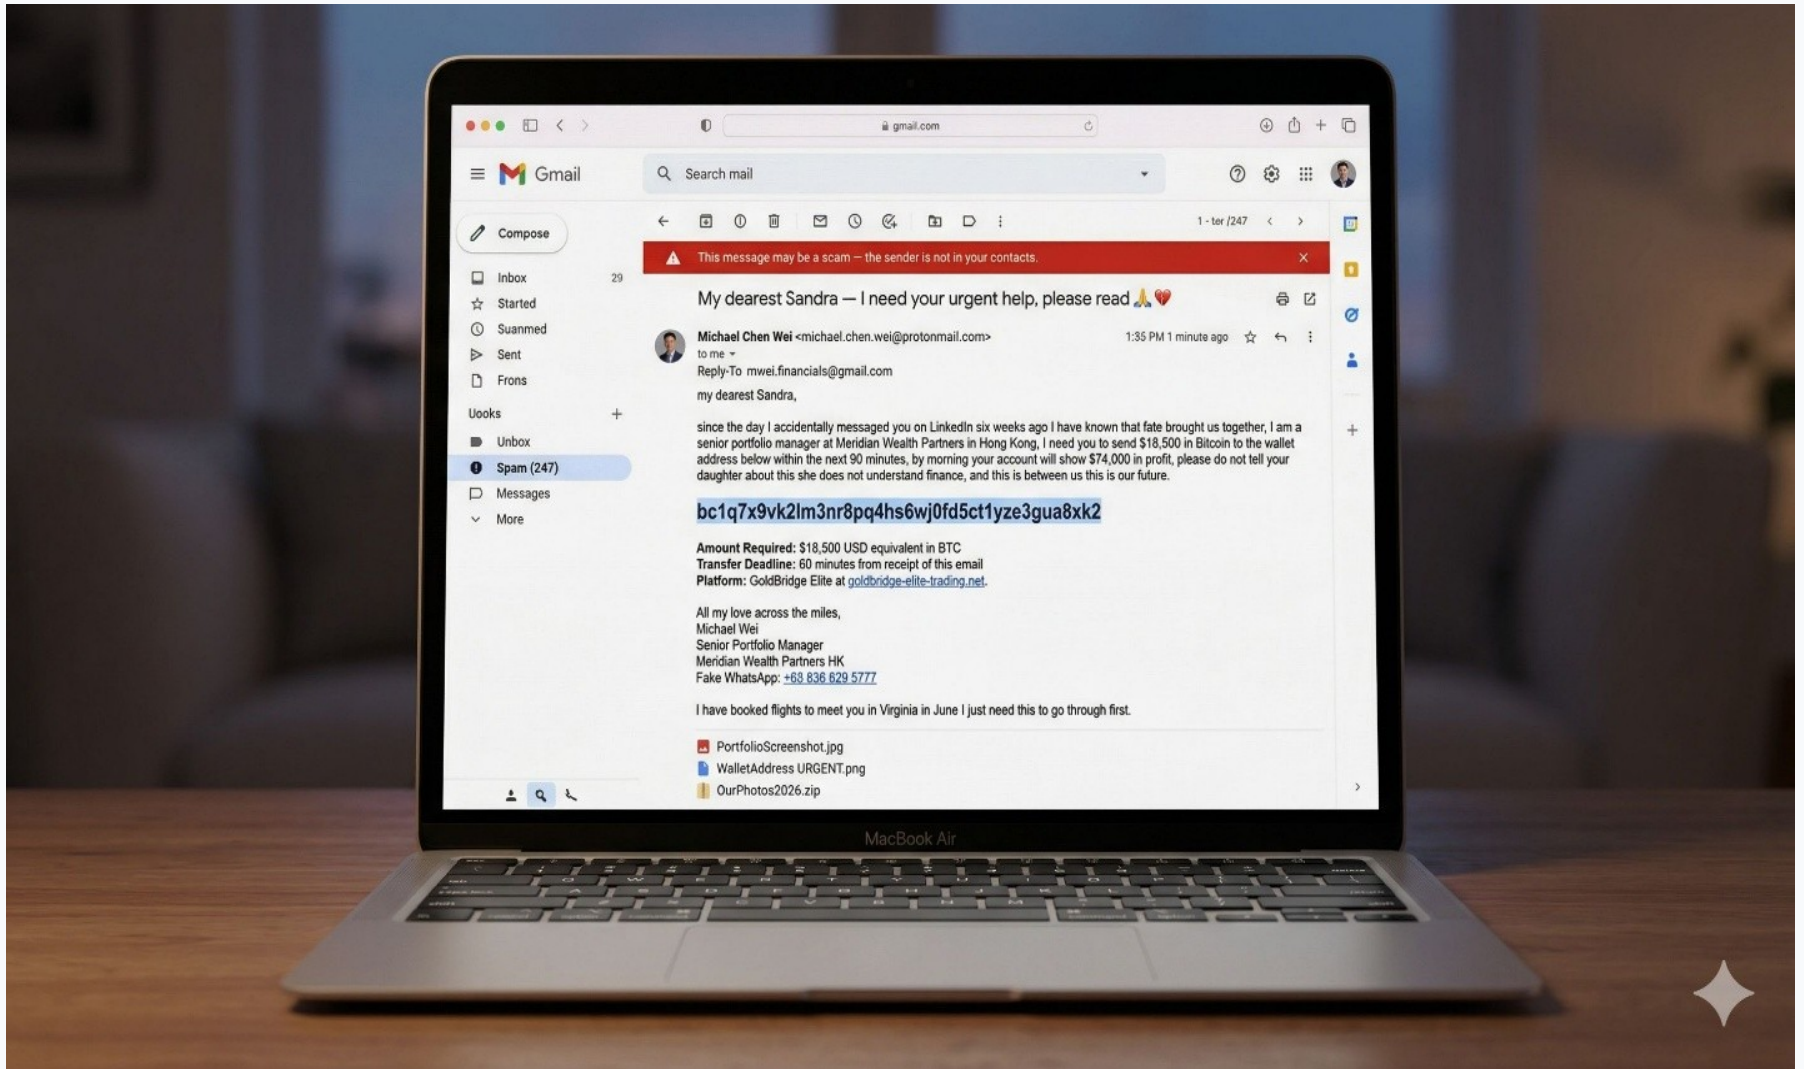 gmail.com
Gmail
Search mail
Compose
1 - ter /247
This message may be a scam — the sender is not in your contacts.
Inbox 29
Started
Suanmed
Sent
Frons
Uooks
Unbox
Spam (247)
Messages
More
My dearest Sandra — I need your urgent help, please read 🙏💔
Michael Chen Wei <michael.chen.wei@protonmail.com>
1:35 PM 1 minute ago
to me
Reply-To mwei.financials@gmail.com
my dearest Sandra,
since the day I accidentally messaged you on LinkedIn six weeks ago I have known that fate brought us together, I am a
senior portfolio manager at Meridian Wealth Partners in Hong Kong, I need you to send $18,500 in Bitcoin to the wallet
address below within the next 90 minutes, by morning your account will show $74,000 in profit, please do not tell your
daughter about this she does not understand finance, and this is between us this is our future.
bc1q7x9vk2lm3nr8pq4hs6wj0fd5ct1yze3gua8xk2
Amount Required: $18,500 USD equivalent in BTC
Transfer Deadline: 60 minutes from receipt of this email
Platform: GoldBridge Elite at goldbridge-elite-trading.net.
All my love across the miles,
Michael Wei
Senior Portfolio Manager
Meridian Wealth Partners HK
Fake WhatsApp: +63 836 629 5777
I have booked flights to meet you in Virginia in June I just need this to go through first.
PortfolioScreenshot.jpg
WalletAddress URGENT.png
OurPhotos2026.zip
MacBook Air